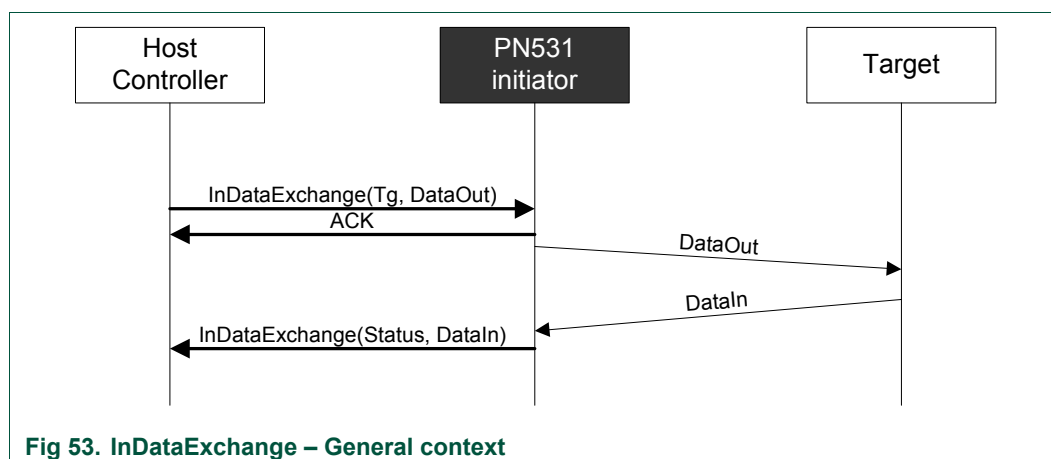 Host
Controller
PN531
initiator
Target
InDataExchange(Tg, DataOut)
ACK
DataOut
DataIn
InDataExchange(Status, DataIn)
Fig 53. InDataExchange – General context